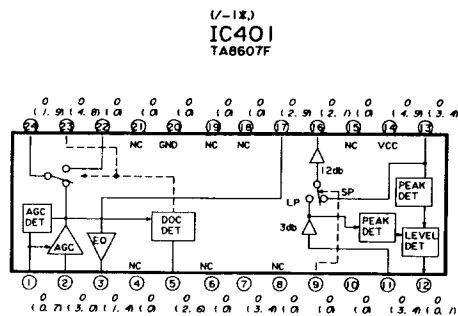 IC401
TA8607F
0 0 0 0 0 0 0 0 0 0 0 0
(1.9) (4.8) (0) (0) (0) (0) (0) (2.9) (2.1) (0) (4.9) (3.4)
24 23 22 21 20 19 18 17 16 15 14 13
NC GND NC NC NC VCC
12db
LP SP
PEAK DET
AGC DET
DOC DET
3db
PEAK DET
LEVEL DET
AGC
EQ
NC NC NC
1 2 3 4 5 6 7 8 9 10 11 12
0 0 0 0 0 0 0 0 0 0 0 0
(0.7) (3.0) (1.4) (0) (2.6) (0) (3.4) (0) (0) (0) (3.4) (0.1)